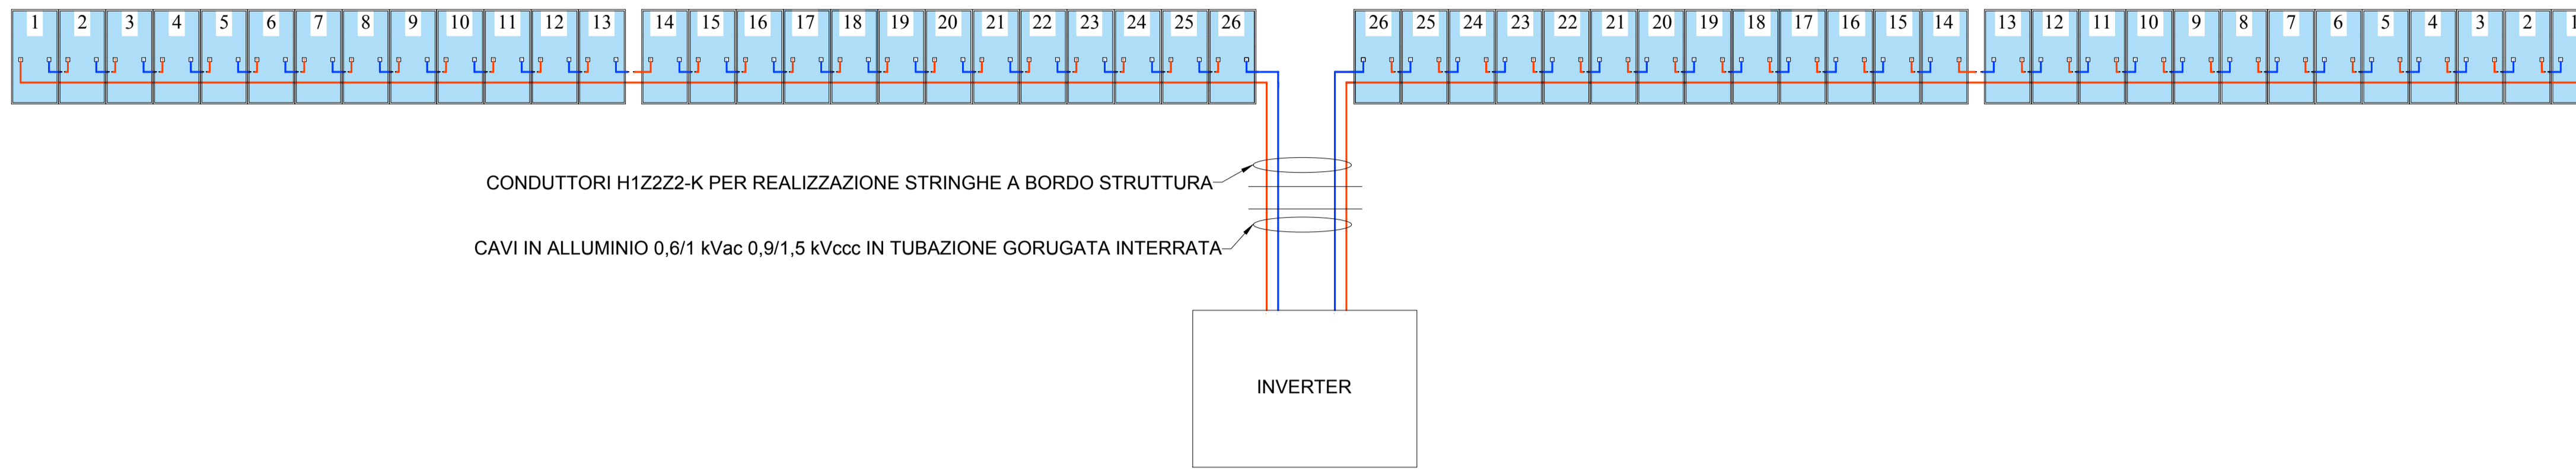 1 2 3 4 5 6 7 8 9 10 11 12 13 14 15 16 17 18 19 20 21 22 23 24 25 26 26 25 24 23 22 21 20 19 18 17 16 15 14 13 12 11 10 9 8 7 6 5 4 3 2 1
CONDUTTORI H1Z2Z2-K PER REALIZZAZIONE STRINGHE A BORDO STRUTTURA
CAVI IN ALLUMINIO 0,6/1 kVac 0,9/1,5 kVccc IN TUBAZIONE GORUGATA INTERRATA
INVERTER